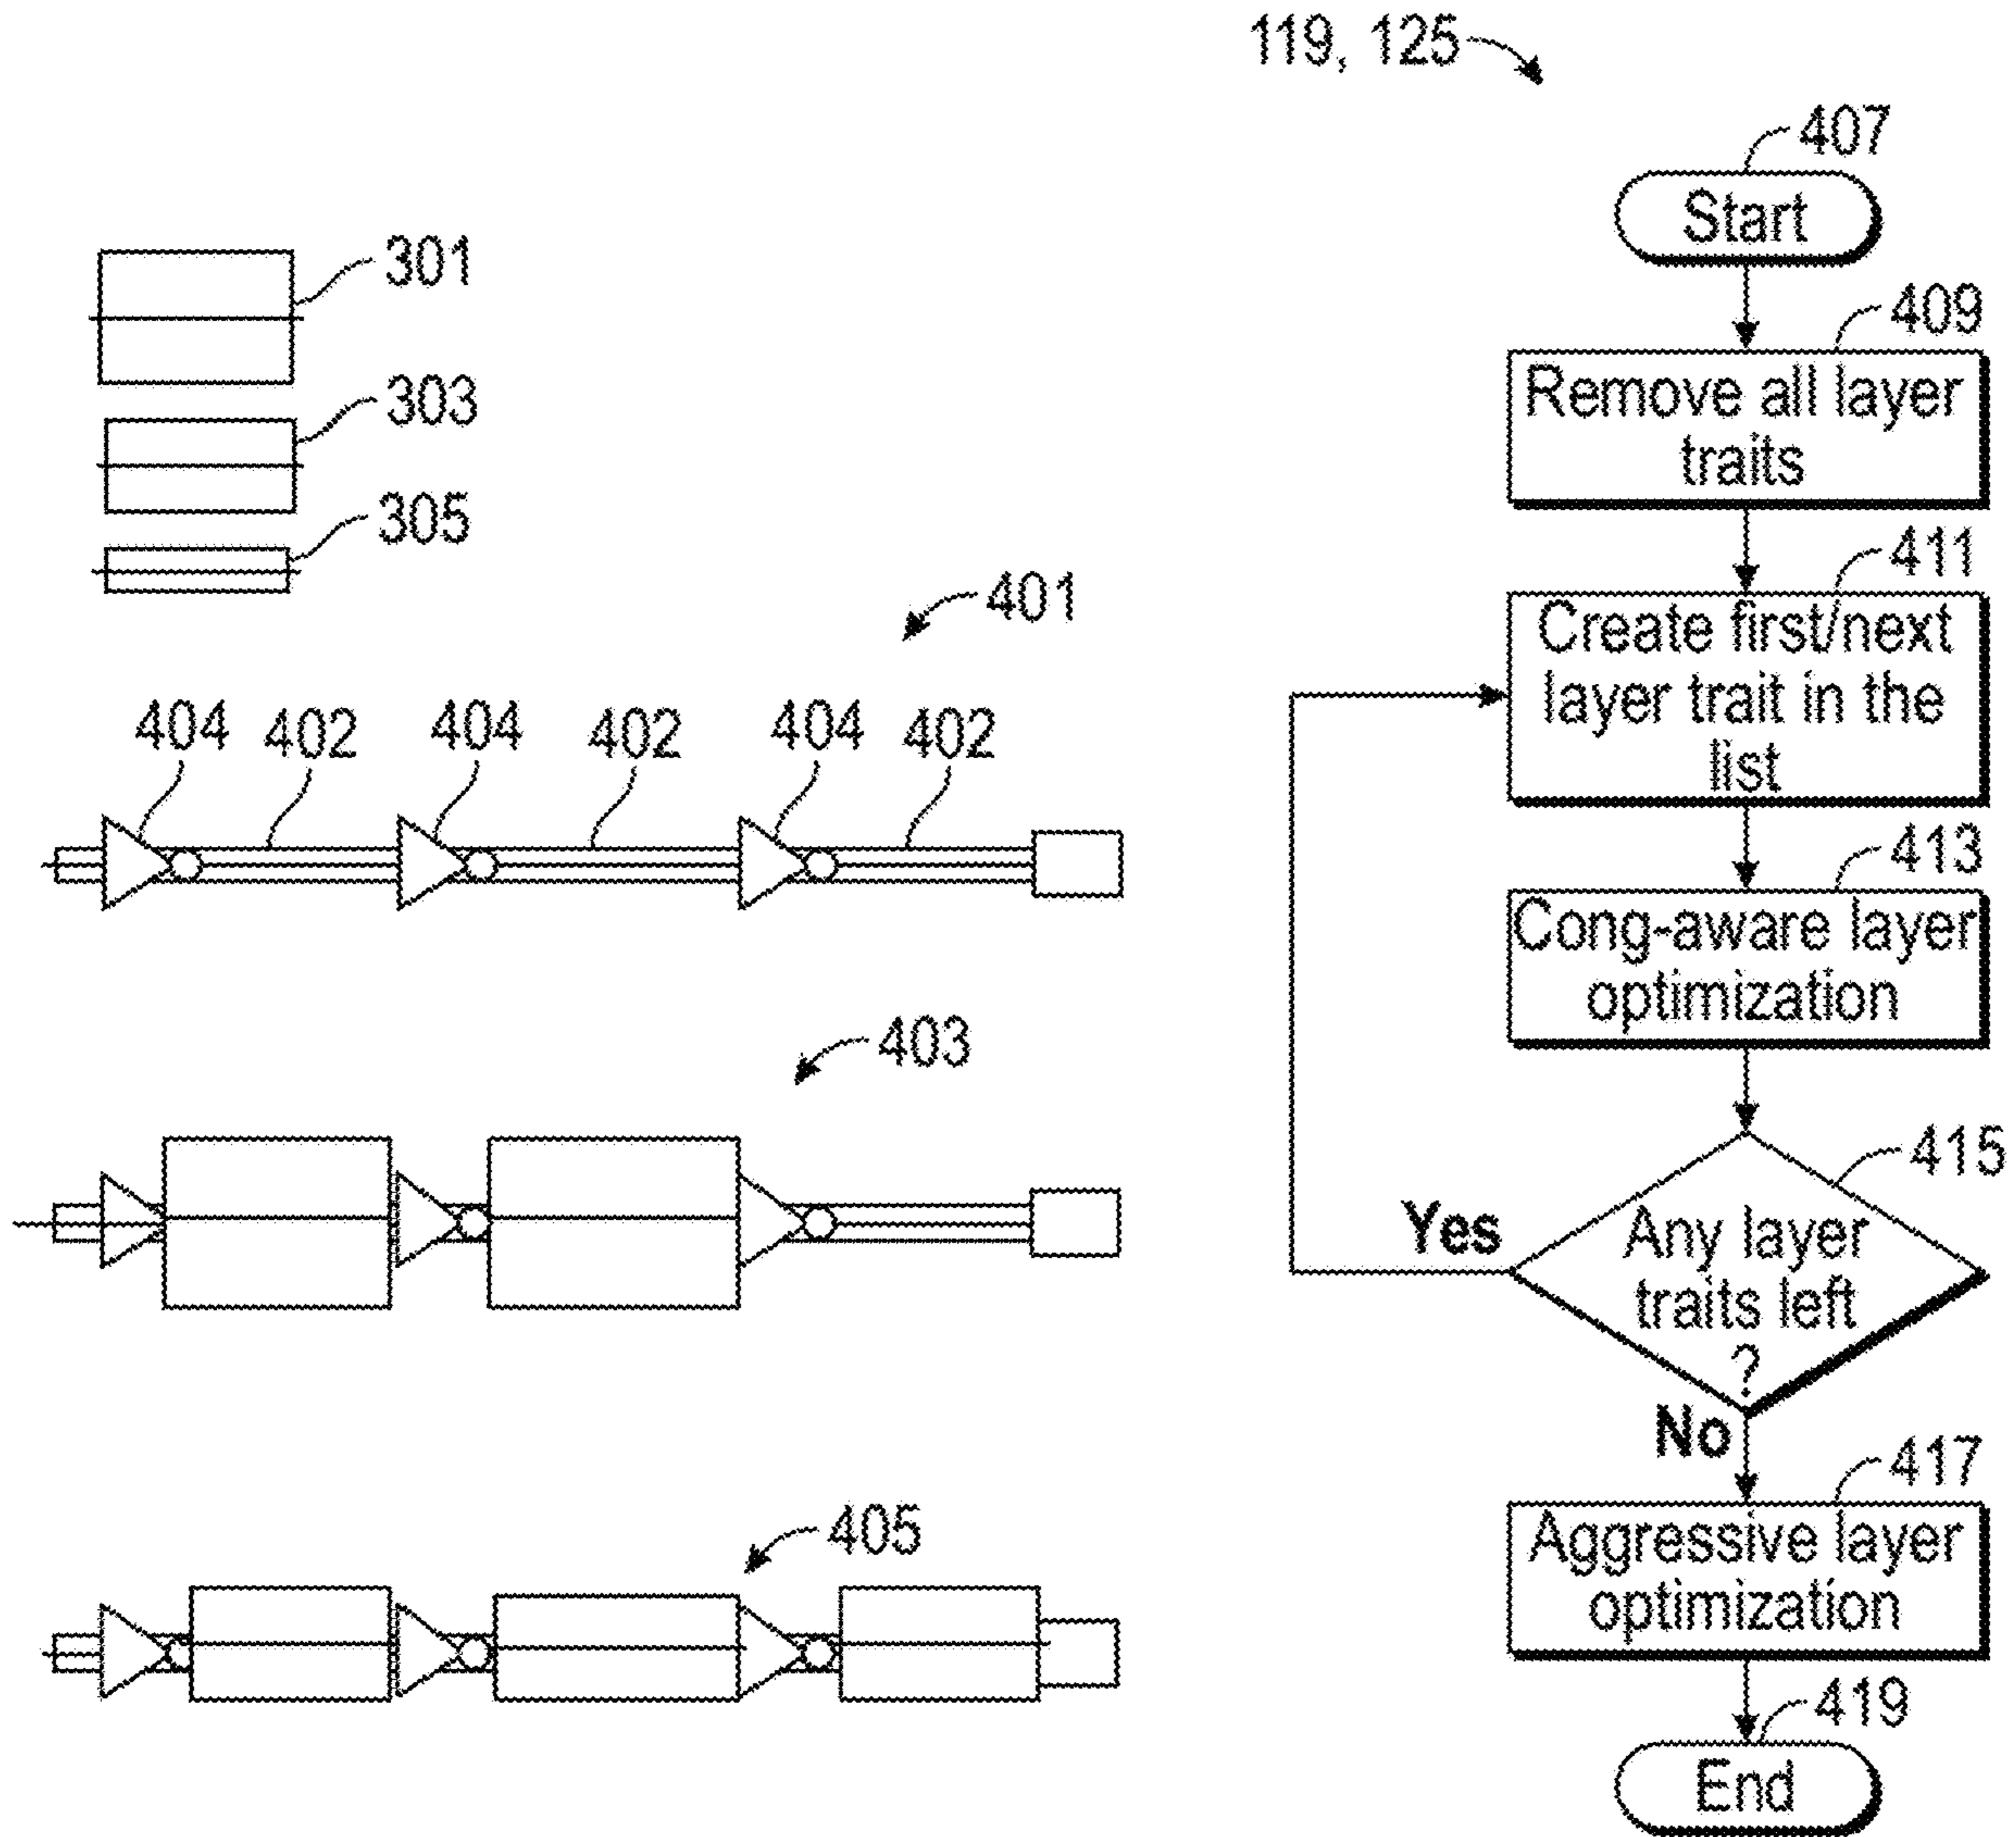 301
303
305
401
404 402 404 402 404 402
403
405
119, 125
407
Start
409
Remove all layer
traits
411
Create first/next
layer trait in the
list
413
Cong-aware layer
optimization
415
Any layer
traits left
?
Yes
No
417
Aggressive layer
optimization
419
End